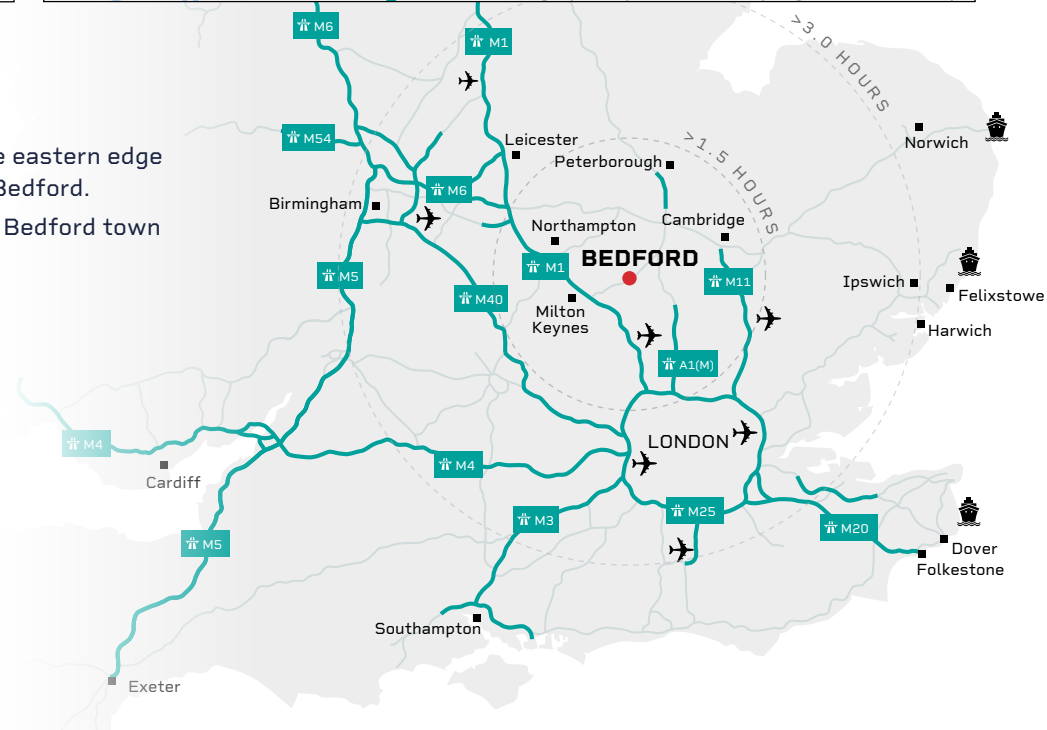 M6
M1
>3.0 HOURS
M54
Leicester
Norwich
e eastern edge
Peterborough
>1.5 HOURS
Bedford.
M6
Birmingham
Bedford town
Northampton
Cambridge
BEDFORD
M1
M5
M11
Ipswich
Felixstowe
M40
Milton
Keynes
Harwich
A1(M)
M4
LONDON
M4
Cardiff
M25
M3
M20
M5
Dover
Folkestone
Southampton
Exeter